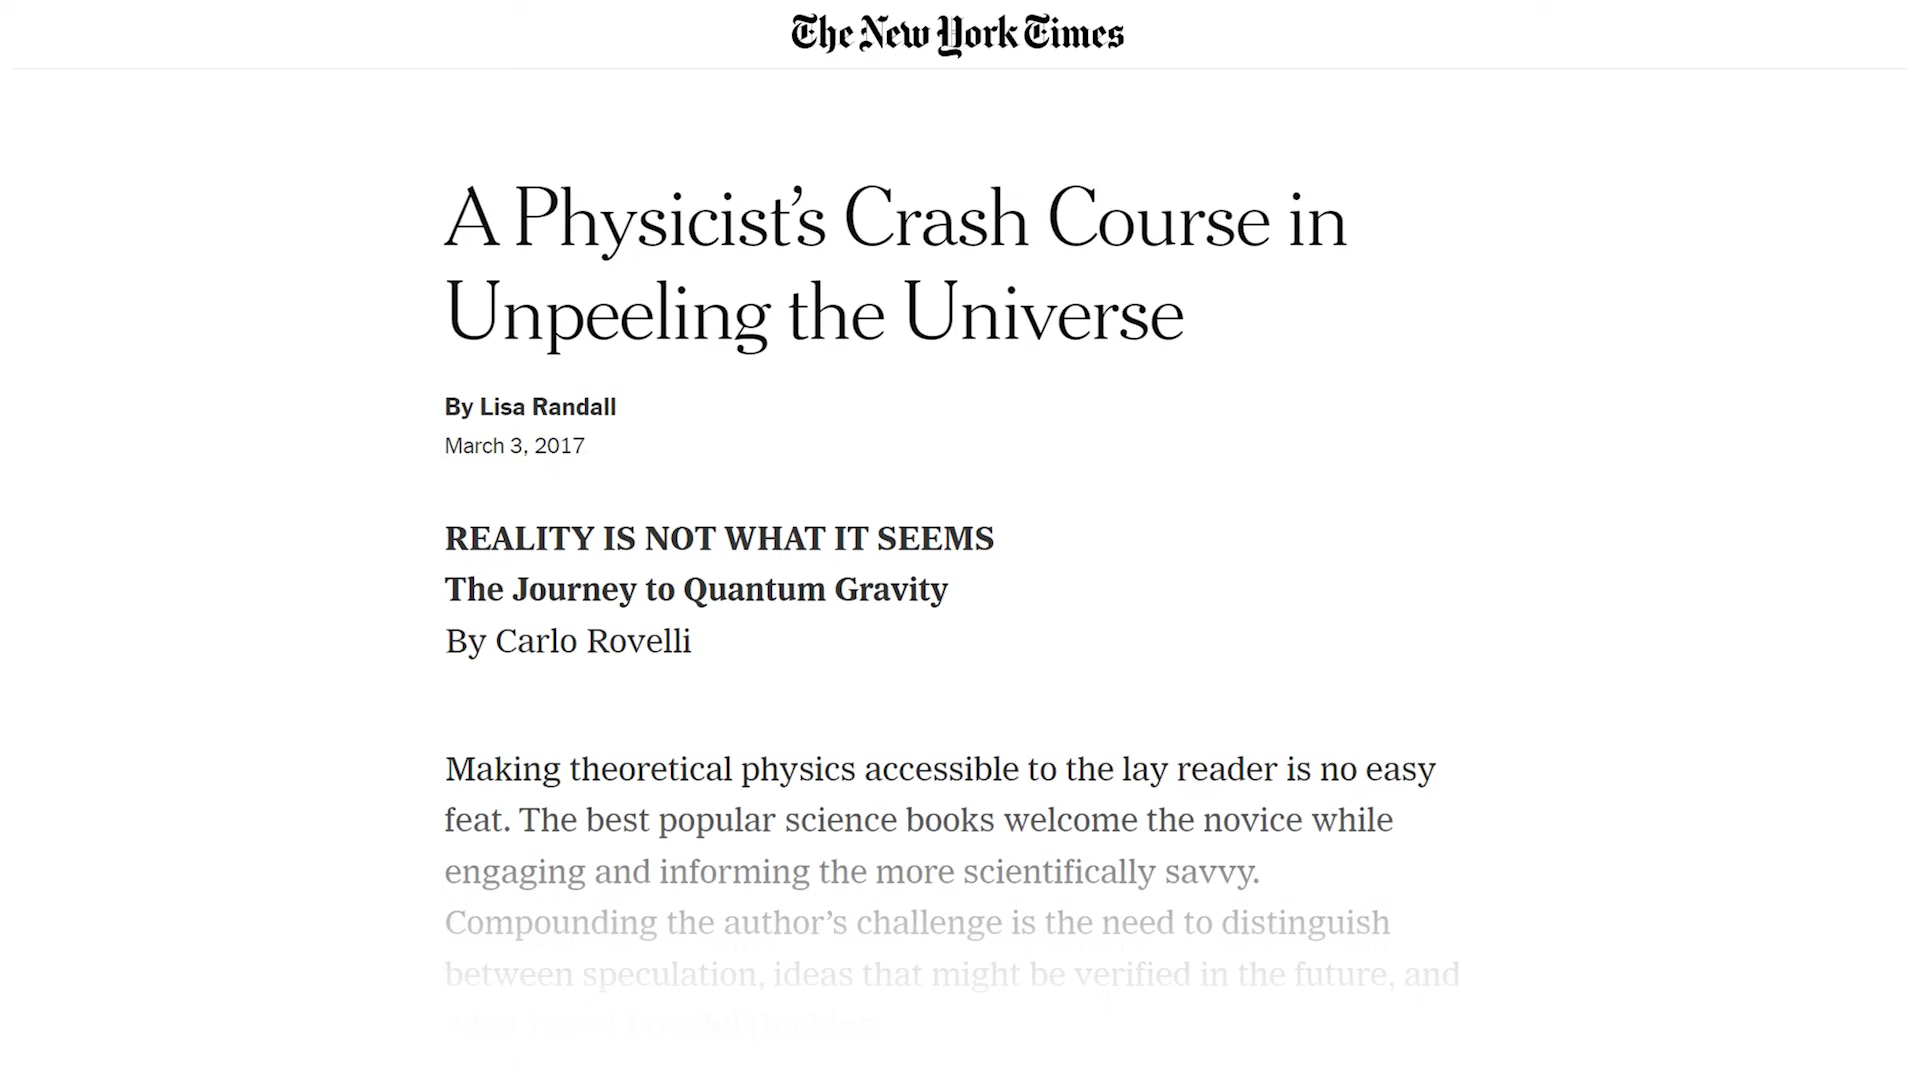 The New York Times
A Physicist’s Crash Course in
Unpeeling the Universe
By Lisa Randall
March 3, 2017
REALITY IS NOT WHAT IT SEEMS
The Journey to Quantum Gravity
By Carlo Rovelli
Making theoretical physics accessible to the lay reader is no easy
feat. The best popular science books welcome the novice while
engaging and informing the more scientifically savvy.
Compounding the author’s challenge is the need to distinguish
between speculation, ideas that might be verified in the future, and